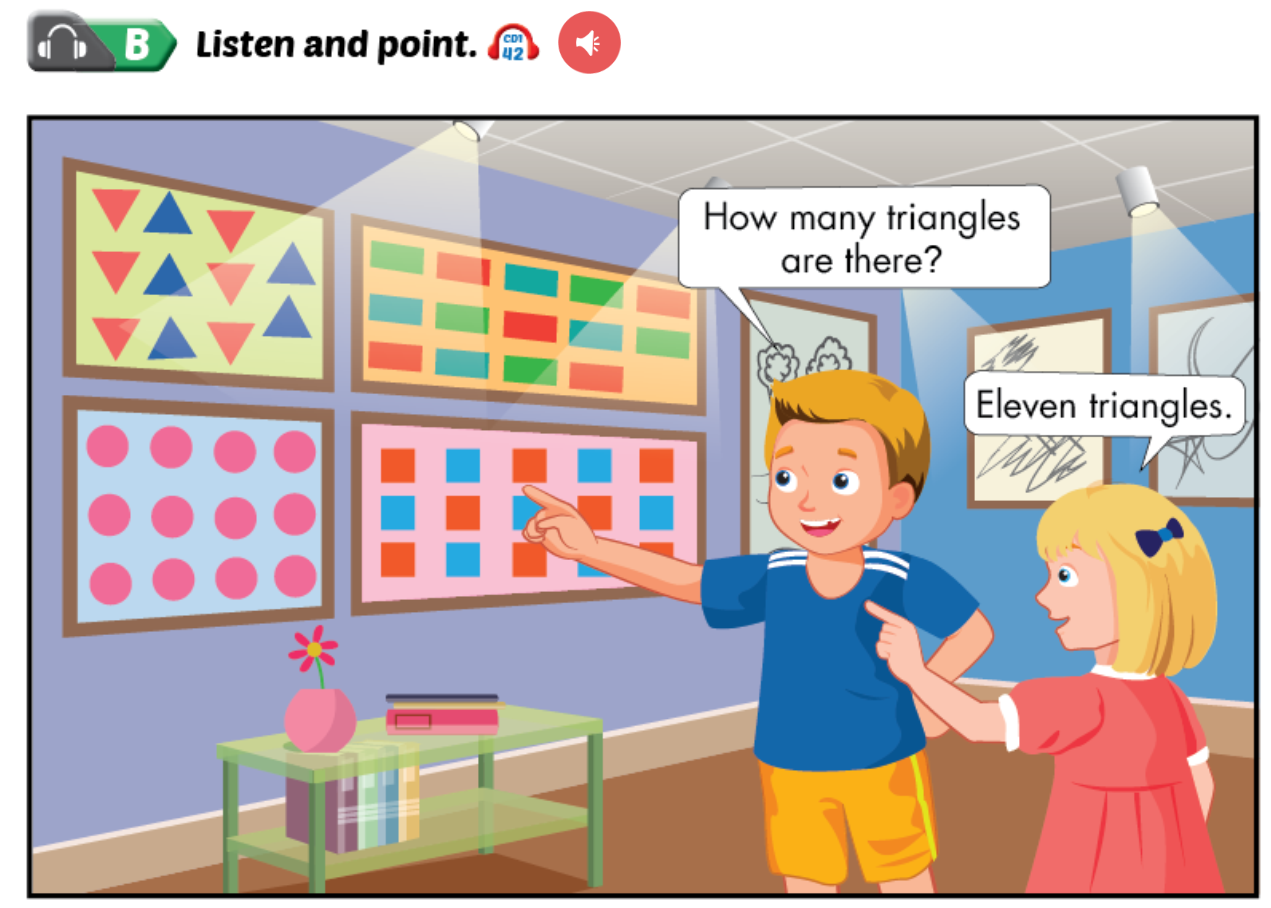 B Listen and point. CD1 42
How many triangles
are there?
Eleven triangles.